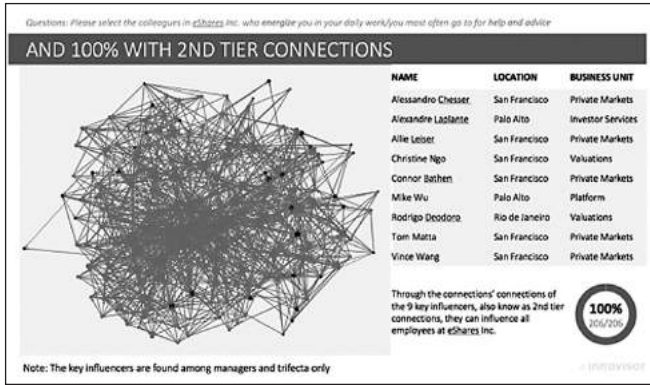 Questions: Please select the colleagues in eShares Inc. who energize you in your daily work/you most often go to for help and advice
AND 100% WITH 2ND TIER CONNECTIONS
NAME LOCATION BUSINESS UNIT
Alessandro Chesser San Francisco Private Markets
Alexandre Laplante Palo Alto Investor Services
Allie Leiser San Francisco Private Markets
Christine Ngo San Francisco Valuations
Connor Bathen San Francisco Private Markets
Mike Wu Palo Alto Platform
Rodrigo Deodoro Rio de Janeiro Valuations
Tom Matta San Francisco Private Markets
Vince Wang San Francisco Private Markets
Through the connections' connections of
the 9 key influencers, also know as 2nd tier
connections, they can influence all
employees at eShares Inc.
100%
206/206
Note: The key influencers are found among managers and trifecta only
innovisor